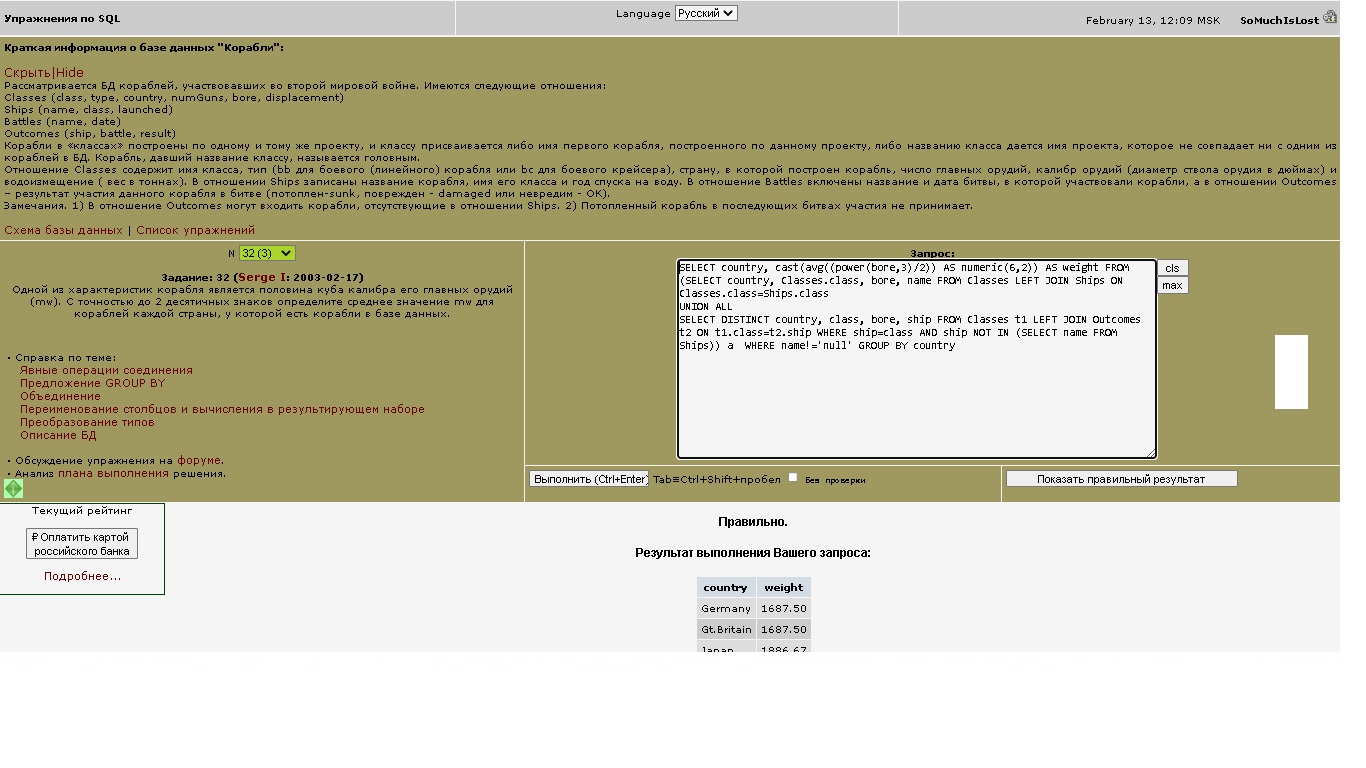 Упражнения по SQL
Language Русский
February 13, 12:09 MSK SoMuchIsLost
Краткая информация о базе данных "Корабли":
Скрыть|Hide
Рассматривается БД кораблей, участвовавших во второй мировой войне. Имеются следующие отношения:
Classes (class, type, country, numGuns, bore, displacement)
Ships (name, class, launched)
Battles (name, date)
Outcomes (ship, battle, result)
Корабли в «классах» построены по одному и тому же проекту, и классу присваивается либо имя первого корабля, построенного по данному проекту, либо названию класса дается имя проекта, которое не совпадает ни с одним из
кораблей в БД. Корабль, давший название классу, называется головным.
Отношение Classes содержит имя класса, тип (bb для боевого (линейного) корабля или bc для боевого крейсера), страну, в которой построен корабль, число главных орудий, калибр орудий (диаметр ствола орудия в дюймах) и
водоизмещение ( вес в тоннах). В отношении Ships записаны название корабля, имя его класса и год спуска на воду. В отношение Battles включены название и дата битвы, в которой участвовали корабли, а в отношении Outcomes
– результат участия данного корабля в битве (потоплен-sunk, поврежден - damaged или невредим - OK).
Замечания. 1) В отношение Outcomes могут входить корабли, отсутствующие в отношении Ships. 2) Потопленный корабль в последующих битвах участия не принимает.
Схема базы данных | Список упражнений
N 32 (3)
Задание: 32 (Serge I: 2003-02-17)
Одной из характеристик корабля является половина куба калибра его главных орудий
(mw). С точностью до 2 десятичных знаков определите среднее значение mw для
кораблей каждой страны, у которой есть корабли в базе данных.
• Справка по теме:
Явные операции соединения
Предложение GROUP BY
Объединение
Переименование столбцов и вычисления в результирующем наборе
Преобразование типов
Описание БД
• Обсуждение упражнения на форуме.
• Анализ плана выполнения решения.
Запрос:
SELECT country, cast(avg((power(bore,3)/2)) AS numeric(6,2)) AS weight FROM
(SELECT country, Classes.class, bore, name FROM Classes LEFT JOIN Ships ON
Classes.class=Ships.class
UNION ALL
SELECT DISTINCT country, class, bore, ship FROM Classes t1 LEFT JOIN Outcomes
t2 ON t1.class=t2.ship WHERE ship=class AND ship NOT IN (SELECT name FROM
Ships)) a  WHERE name!='null' GROUP BY country
cls
max
Выполнить (Ctrl+Enter) Tab≡Ctrl+Shift+пробел Без проверки
Показать правильный результат
Текущий рейтинг
₽ Оплатить картой
российского банка
Подробнее...
Правильно.
Результат выполнения Вашего запроса:
country weight
Germany 1687.50
Gt.Britain 1687.50
Japan 1886.67